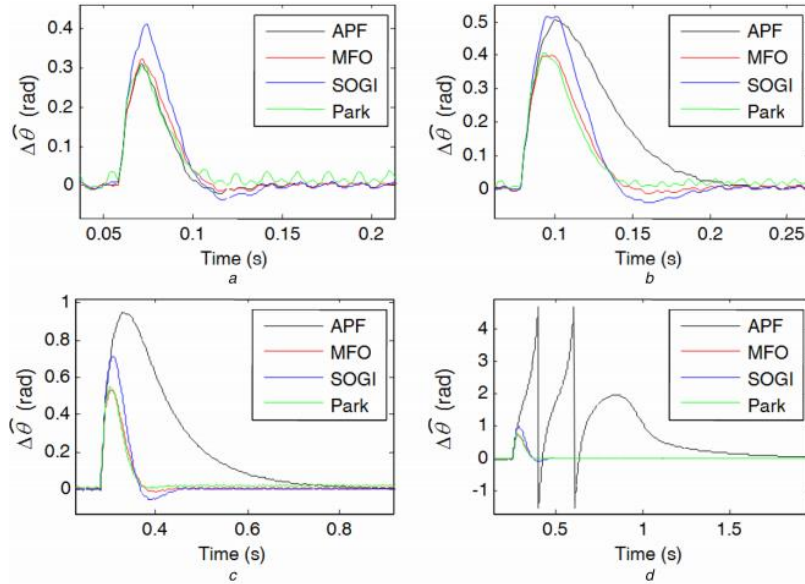 0.4
0.3
0.2
0.1
0
Δθ̂ (rad)
APF
MFO
SOGI
Park
0.05
0.1
0.15
0.2
Time (s)
a
0.5
0.4
0.3
0.2
0.1
0.0
Δθ̂ (rad)
APF
MFO
SOGI
Park
0.1
0.15
0.2
0.25
Time (s)
b
1
0.8
0.6
0.4
0.2
0
Δθ̂ (rad)
APF
MFO
SOGI
Park
0.4
0.6
0.8
Time (s)
c
4
3
2
1
0
-1
Δθ̂ (rad)
APF
MFO
SOGI
Park
0.5
1
1.5
Time (s)
d